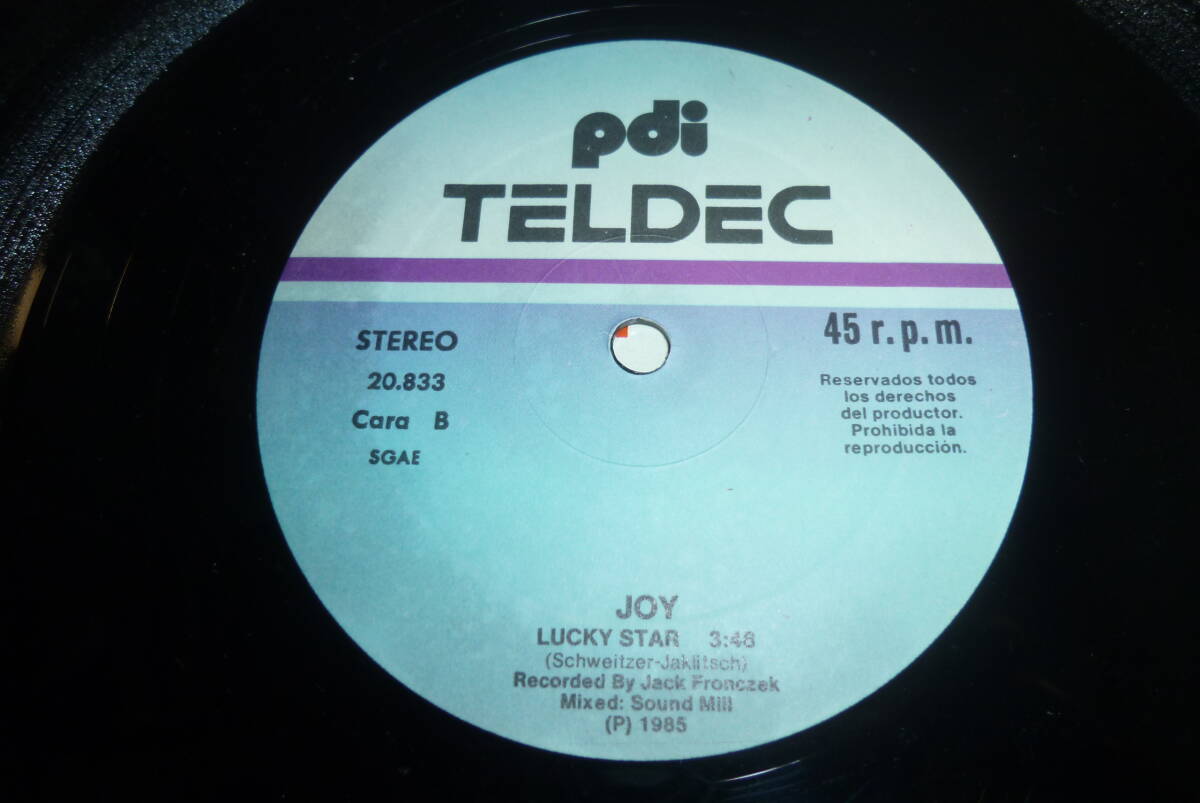 pdi
TELDEC
STEREO
20.833
Cara B
SGAE
45 r.p.m.
Reservados todos
los derechos
del productor.
Prohibida la
reproducción.
JOY
LUCKY STAR 3:48
(Schweitzer-Jaklitsch)
Recorded By Jack Fronczek
Mixed: Sound Mill
(P) 1985